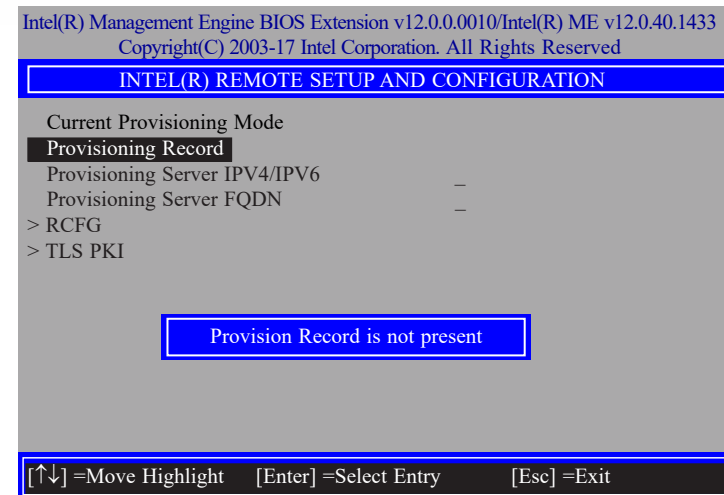 Intel(R) Management Engine BIOS Extension v12.0.0.0010/Intel(R) ME v12.0.40.1433
Copyright(C) 2003-17 Intel Corporation. All Rights Reserved
INTEL(R) REMOTE SETUP AND CONFIGURATION
Current Provisioning Mode
Provisioning Record
Provisioning Server IPV4/IPV6 _
Provisioning Server FQDN _
> RCFG
> TLS PKI
Provision Record is not present
[↑↓] =Move Highlight [Enter] =Select Entry [Esc] =Exit